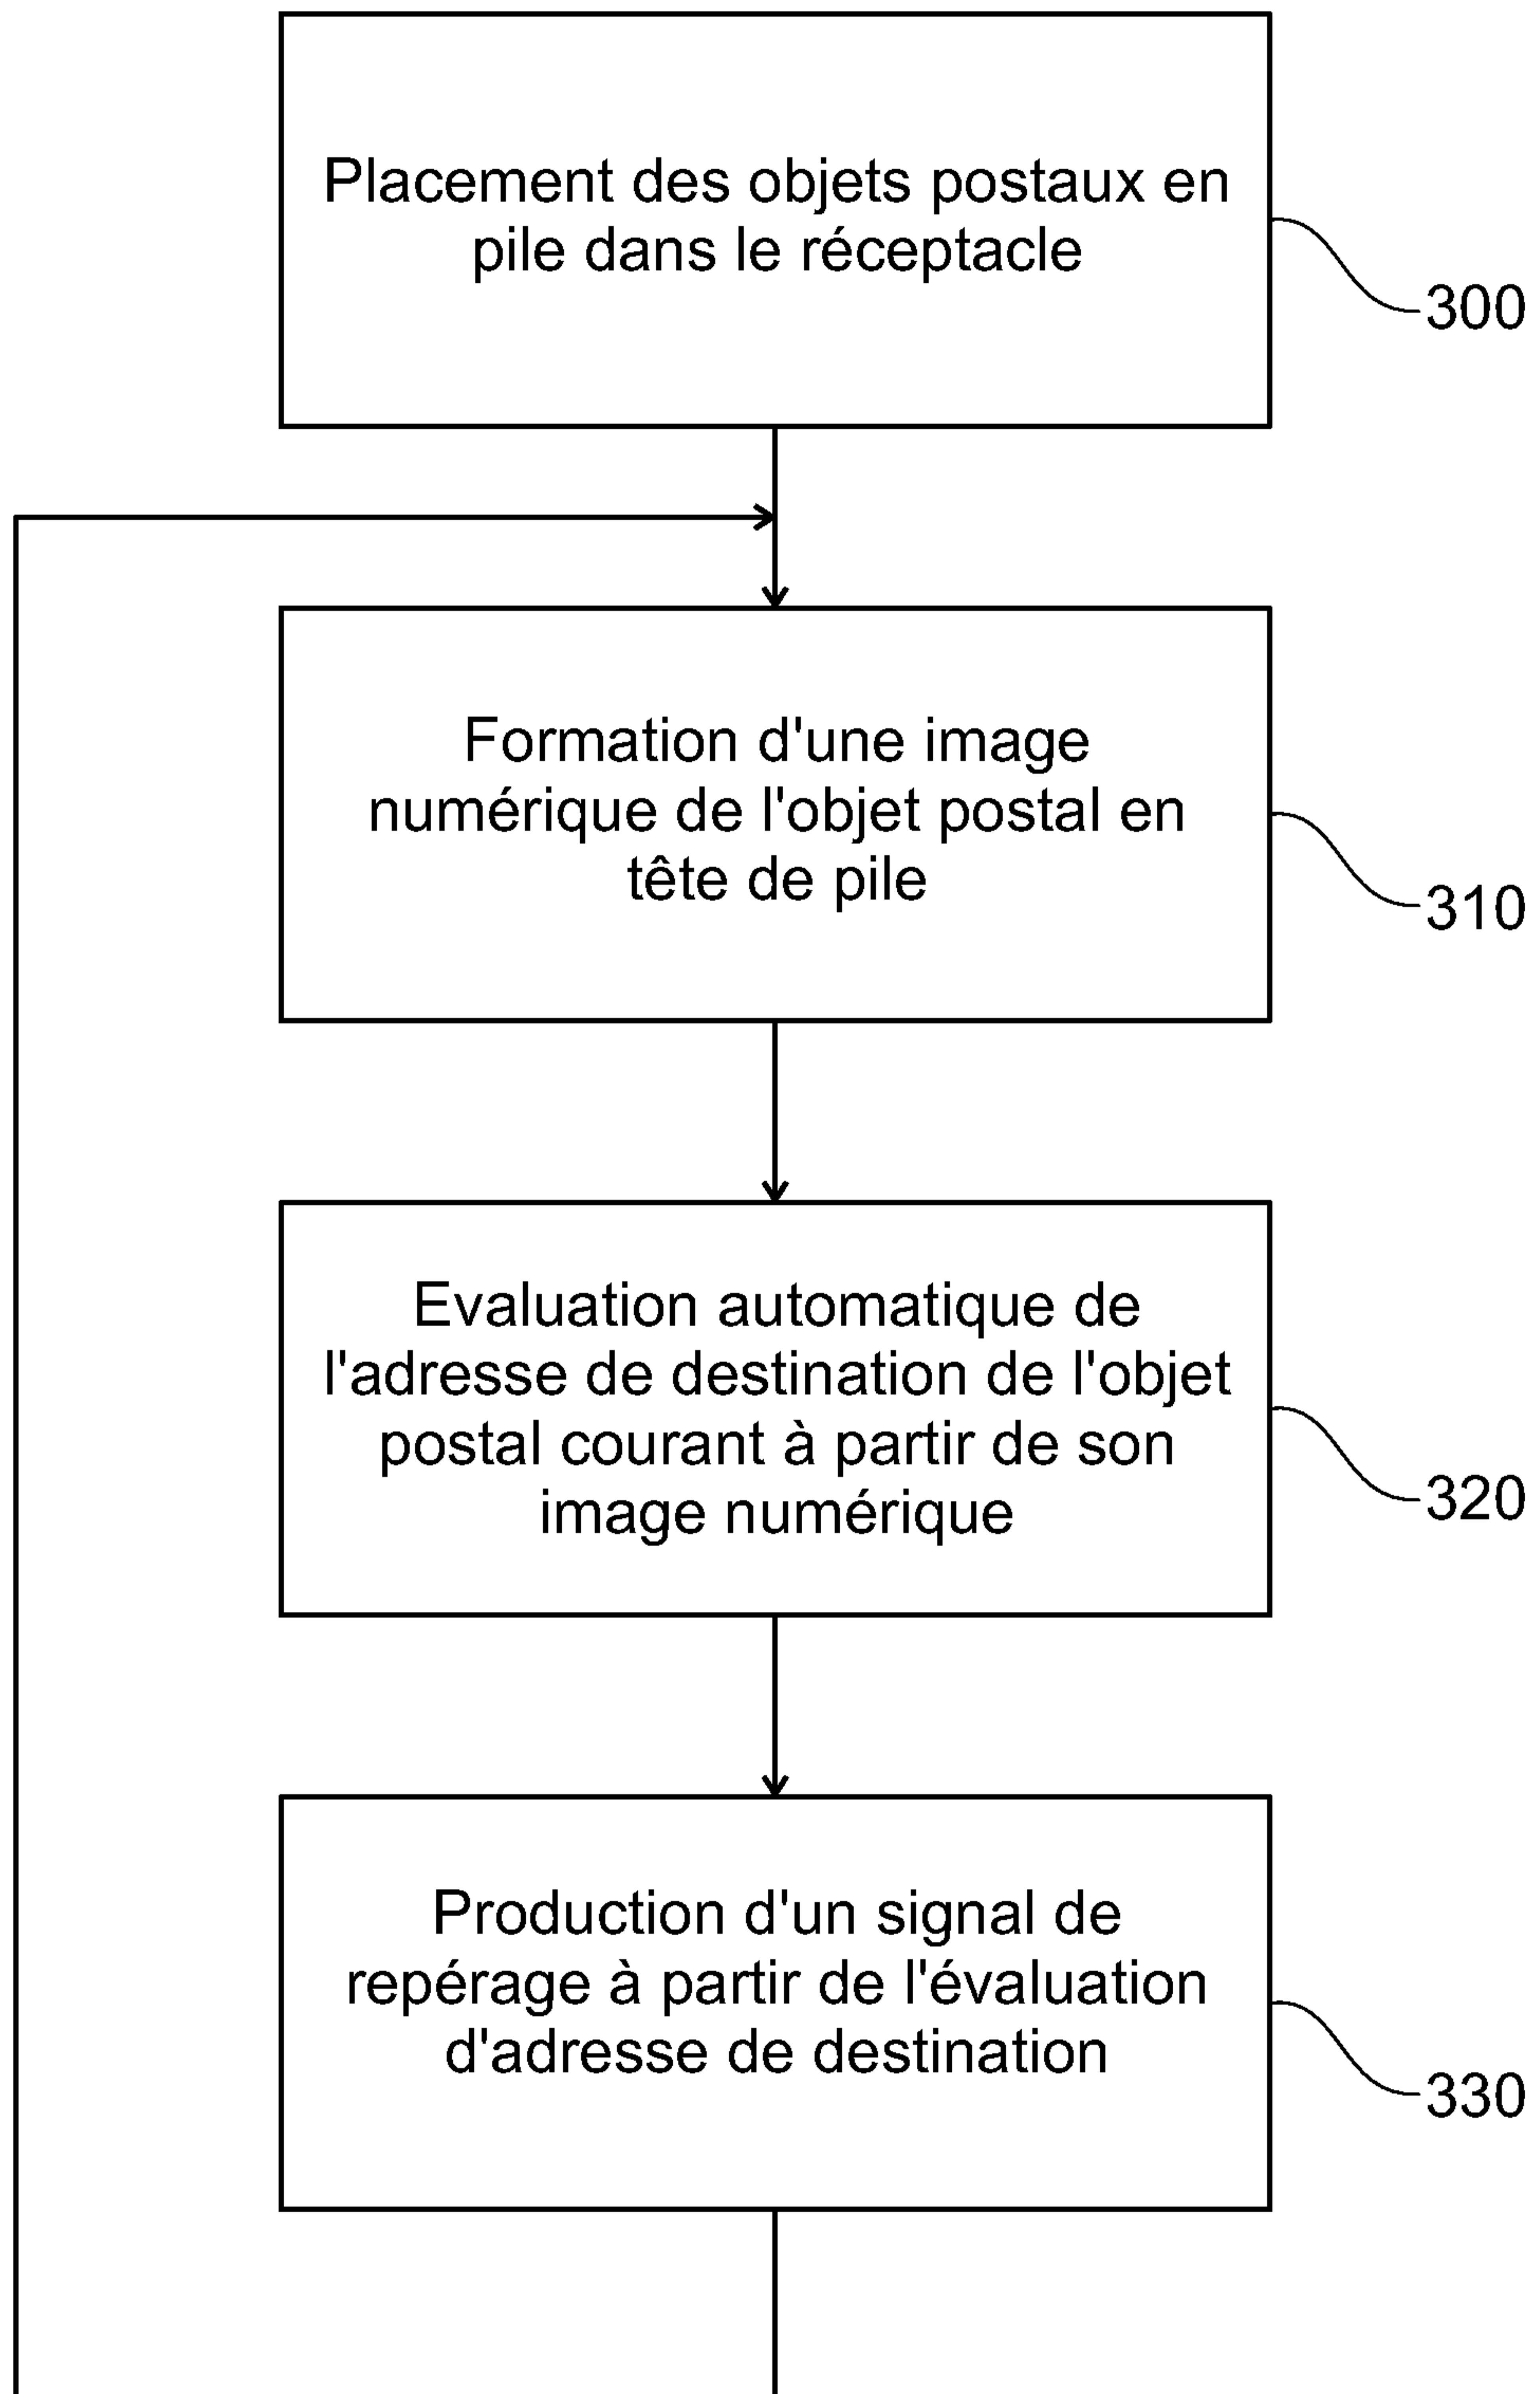 Placement des objets postaux en
pile dans le réceptacle
300
Formation d'une image
numérique de l'objet postal en
tête de pile
310
Evaluation automatique de
l'adresse de destination de l'objet
postal courant à partir de son
image numérique
320
Production d'un signal de
repérage à partir de l'évaluation
d'adresse de destination
330